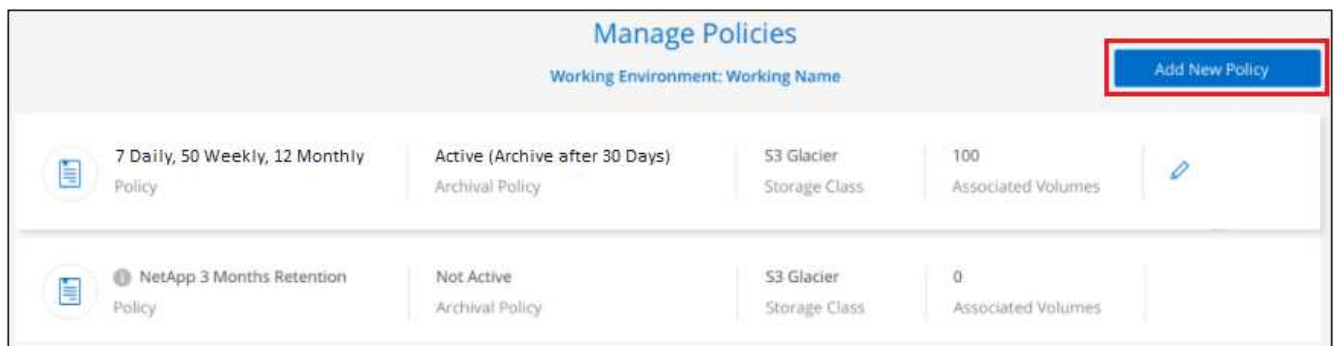 Manage Policies
Working Environment: Working Name
Add New Policy
7 Daily, 50 Weekly, 12 Monthly
Policy
Active (Archive after 30 Days)
Archival Policy
S3 Glacier
Storage Class
100
Associated Volumes
NetApp 3 Months Retention
Policy
Not Active
Archival Policy
S3 Glacier
Storage Class
0
Associated Volumes